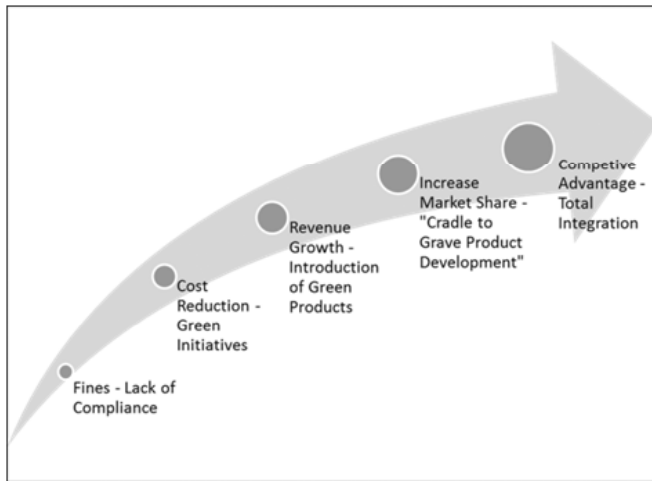 Fines - Lack of
Compliance
Cost
Reduction -
Green
Initiatives
Revenue
Growth -
Introduction
of Green
Products
Increase
Market Share -
"Cradle to
Grave Product
Development"
Competive
Advantage -
Total
Integration